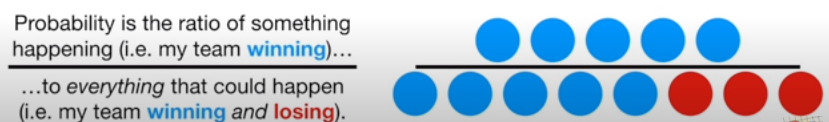 Probability is the ratio of something
happening (i.e. my team winning)...
...to everything that could happen
(i.e. my team winning and losing).